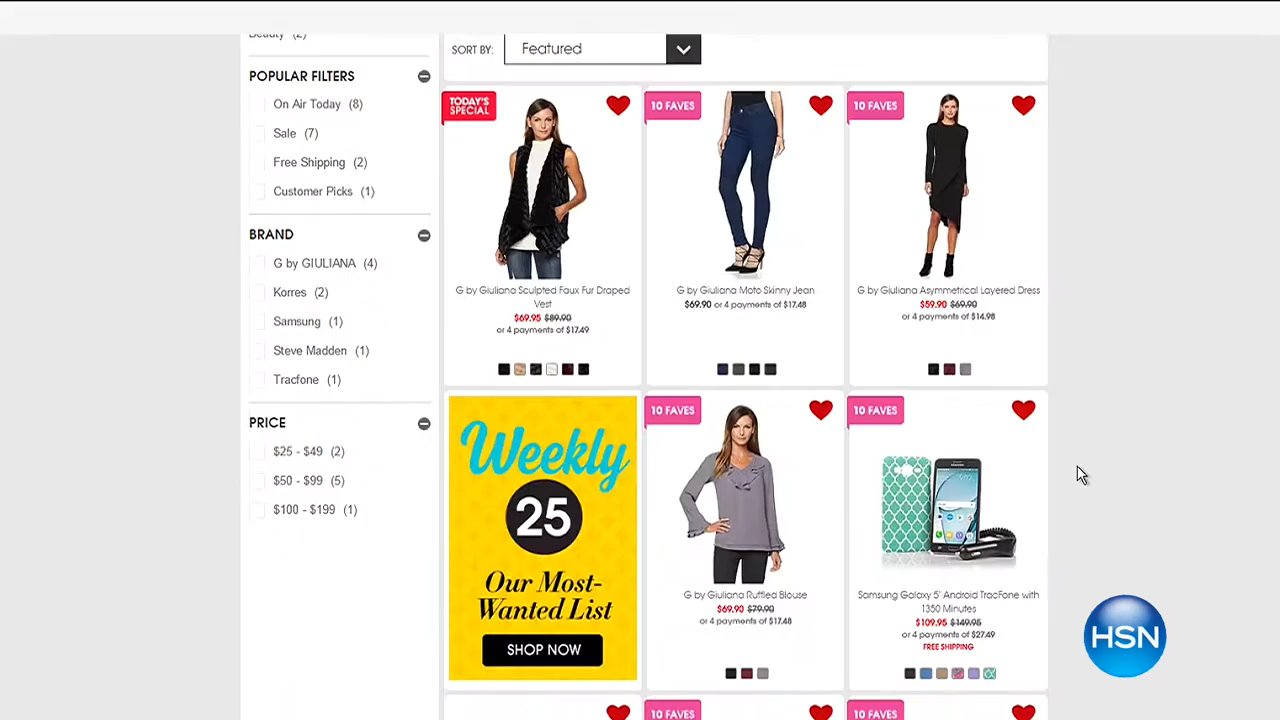 Beauty (2)
SORT BY: Featured
POPULAR FILTERS
On Air Today (8)
Sale (7)
Free Shipping (2)
Customer Picks (1)
BRAND
G by GIULIANA (4)
Korres (2)
Samsung (1)
Steve Madden (1)
Tracfone (1)
PRICE
$25 - $49 (2)
$50 - $99 (5)
$100 - $199 (1)
TODAY'S
SPECIAL
G by Giuliana Sculpted Faux Fur Draped
Vest
$69.95 $89.90
or 4 payments of $17.49
10 FAVES
G by Giuliana Moto Skinny Jean
$69.90 or 4 payments of $17.48
10 FAVES
G by Giuliana Asymmetrical Layered Dress
$59.90 $69.90
or 4 payments of $14.98
Weekly
25
Our Most-
Wanted List
SHOP NOW
10 FAVES
G by Giuliana Ruffled Blouse
$69.90 $79.90
or 4 payments of $17.48
10 FAVES
Samsung Galaxy 5" Android TracFone with
1350 Minutes
$109.95 $149.95
or 4 payments of $27.49
FREE SHIPPING
10 FAVES
10 FAVES
HSN